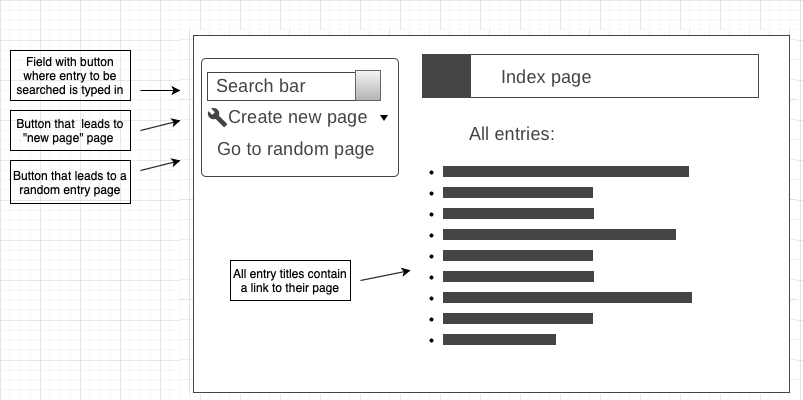 Field with button
where entry to be
searched is typed in
Button that leads to
"new page" page
Button that leads to a
random entry page
Search bar
Create new page
Go to random page
Index page
All entries:
All entry titles contain
a link to their page